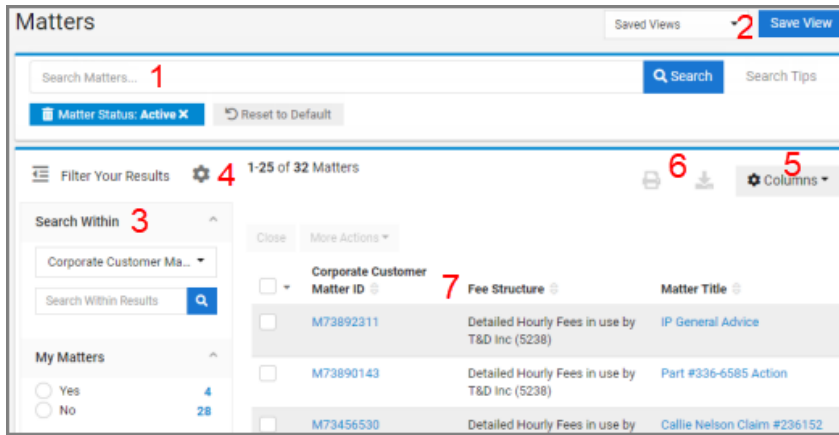 Matters
Saved Views 2 Save View
Search Matters... 1 Search Search Tips
Matter Status: Active X Reset to Default
Filter Your Results 4 1-25 of 32 Matters 6 5
Columns
Search Within 3
Close More Actions
Corporate Customer Ma...
Corporate Customer
Matter ID 7 Fee Structure Matter Title
Search Within Results
M73892311 Detailed Hourly Fees in use by IP General Advice
T&D Inc (5238)
My Matters
M73890143 Detailed Hourly Fees in use by Part #336-6585 Action
T&D Inc (5238)
Yes 4
No 28
M73456530 Detailed Hourly Fees in use by Callie Nelson Claim #236152